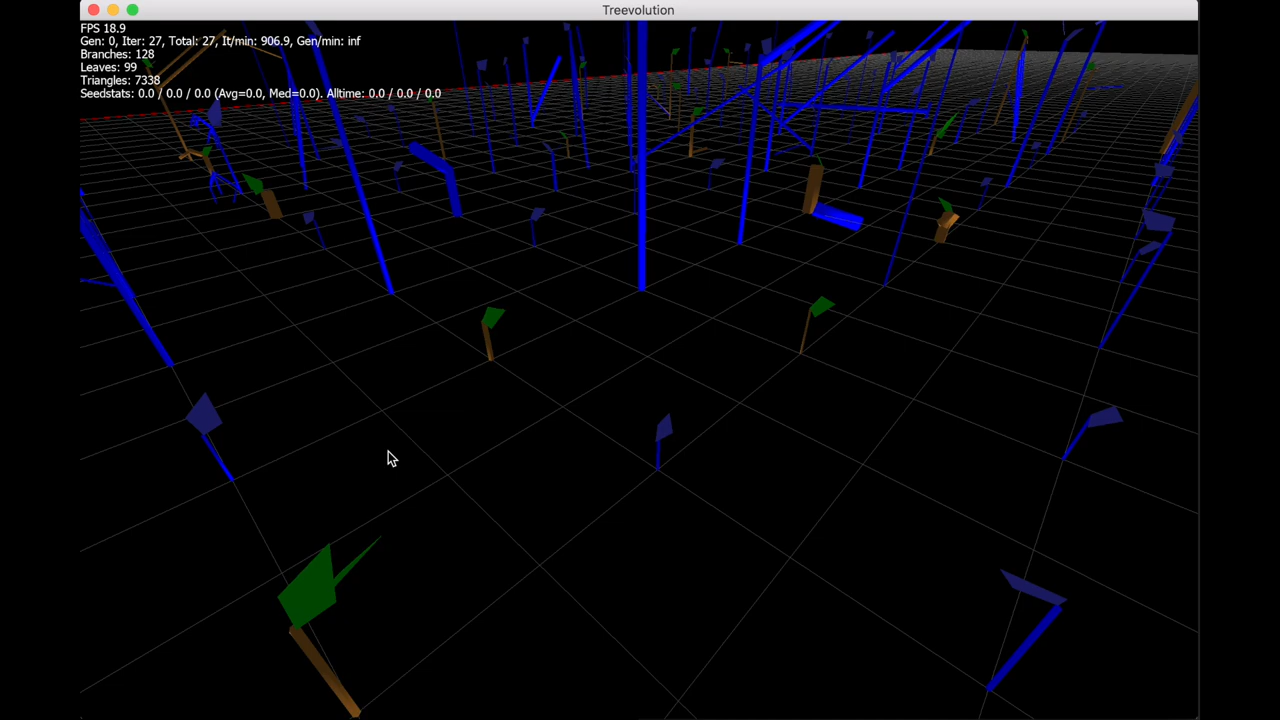 Treevolution
FPS 18.9
Gen: 0, Iter: 27, Total: 27, It/min: 906.9, Gen/min: inf
Branches: 128
Leaves: 99
Triangles: 7338
Seedstats: 0.0 / 0.0 / 0.0 (Avg=0.0, Med=0.0). Alltime: 0.0 / 0.0 / 0.0